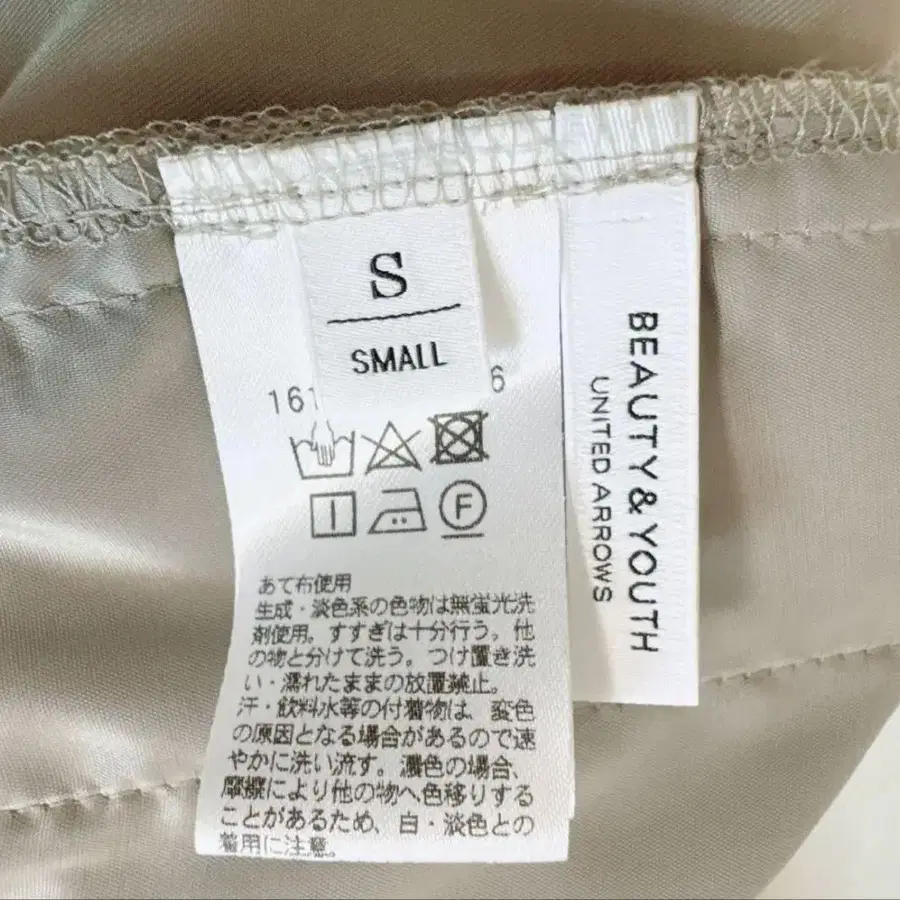 S
SMALL
161
6
F
あて布使用
生成・淡色系の色物は無蛍光洗
剤使用。すすぎは十分行う。他
の物と分けて洗う。つけ置き洗
い・濡れたままの放置禁止。
汗・飲料水等の付着物は、変色
の原因となる場合があるので速
やかに洗い流す。濃色の場合、
摩擦により他の物へ色移りする
ことがあるため、白・淡色との
着用に注意。
BEAUTY & YOUTH
UNITED ARROWS